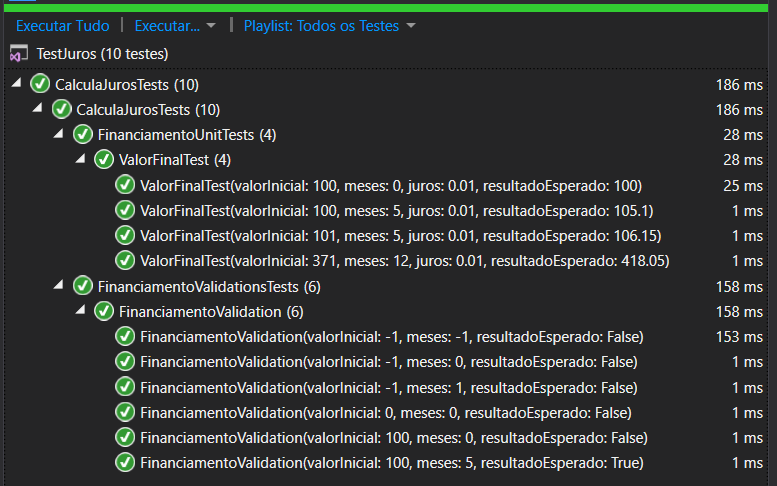 Executar Tudo | Executar... | Playlist: Todos os Testes
TestJuros (10 testes)
CalculaJurosTests (10) 186 ms
CalculaJurosTests (10) 186 ms
FinanciamentoUnitTests (4) 28 ms
ValorFinalTest (4) 28 ms
ValorFinalTest(valorInicial: 100, meses: 0, juros: 0.01, resultadoEsperado: 100) 25 ms
ValorFinalTest(valorInicial: 100, meses: 5, juros: 0.01, resultadoEsperado: 105.1) 1 ms
ValorFinalTest(valorInicial: 101, meses: 5, juros: 0.01, resultadoEsperado: 106.15) 1 ms
ValorFinalTest(valorInicial: 371, meses: 12, juros: 0.01, resultadoEsperado: 418.05) 1 ms
FinanciamentoValidationsTests (6) 158 ms
FinanciamentoValidation (6) 158 ms
FinanciamentoValidation(valorInicial: -1, meses: -1, resultadoEsperado: False) 153 ms
FinanciamentoValidation(valorInicial: -1, meses: 0, resultadoEsperado: False) 1 ms
FinanciamentoValidation(valorInicial: -1, meses: 1, resultadoEsperado: False) 1 ms
FinanciamentoValidation(valorInicial: 0, meses: 0, resultadoEsperado: False) 1 ms
FinanciamentoValidation(valorInicial: 100, meses: 0, resultadoEsperado: False) 1 ms
FinanciamentoValidation(valorInicial: 100, meses: 5, resultadoEsperado: True) 1 ms